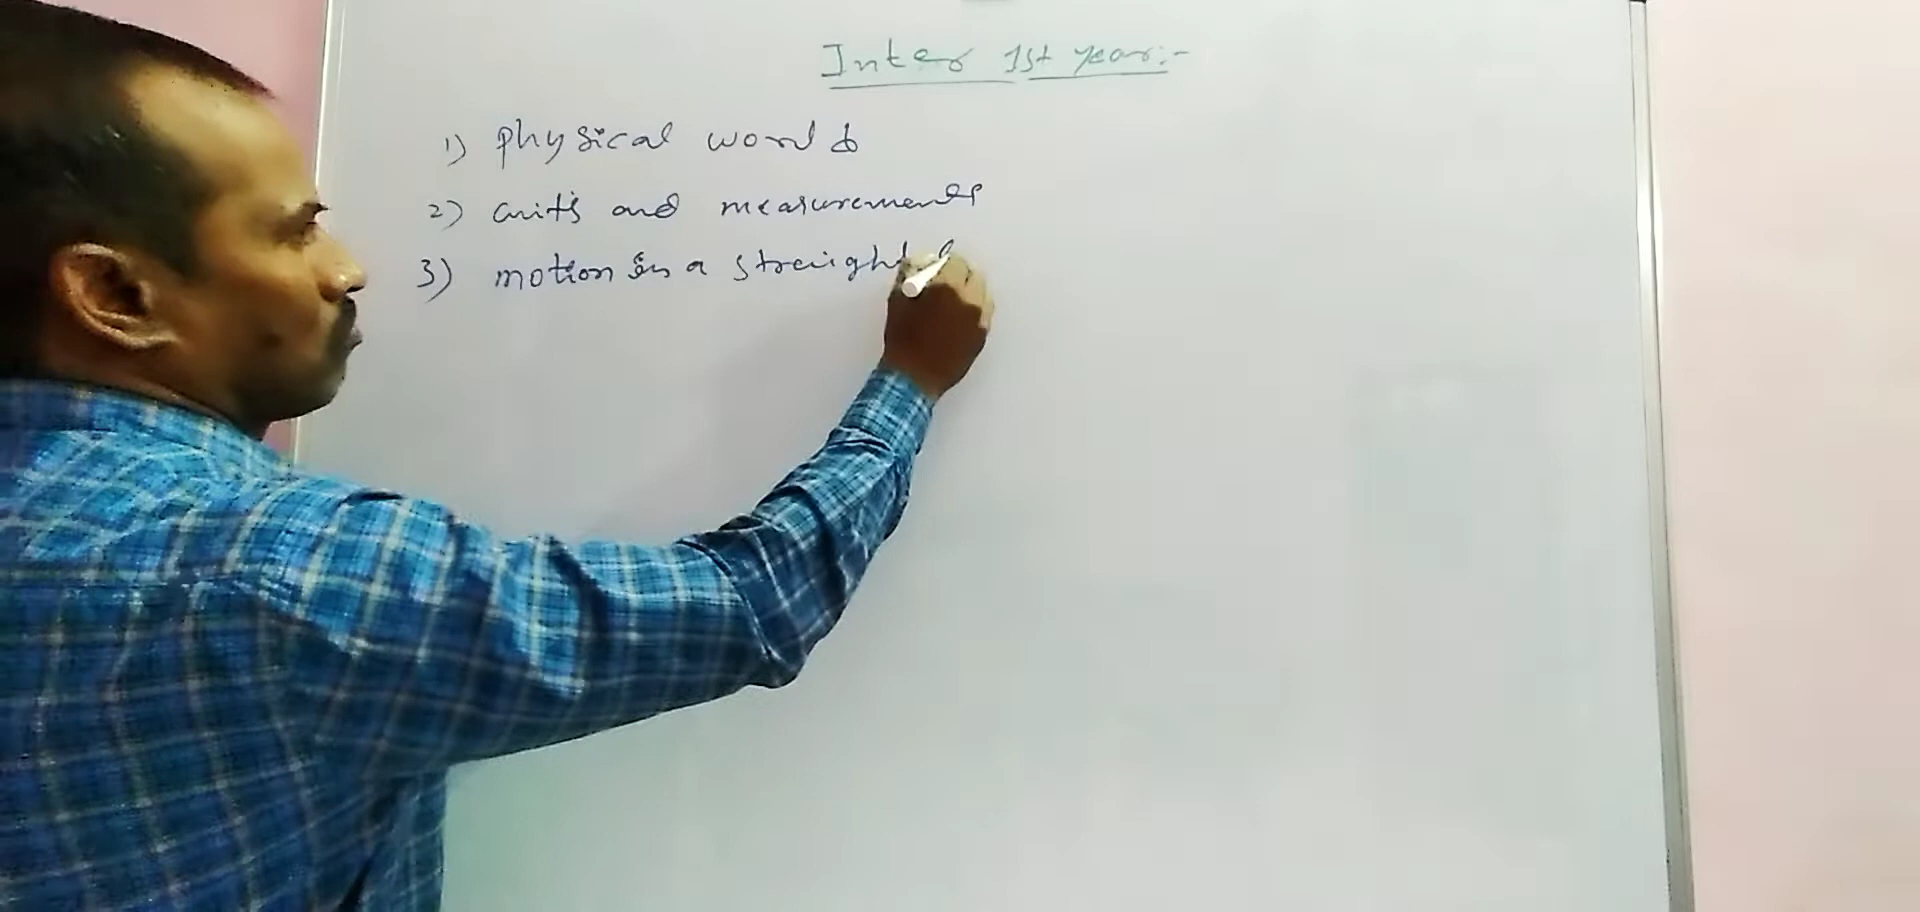 Inter 1st year:-
1) physical world
2) units and measurements
3) motion in a straight